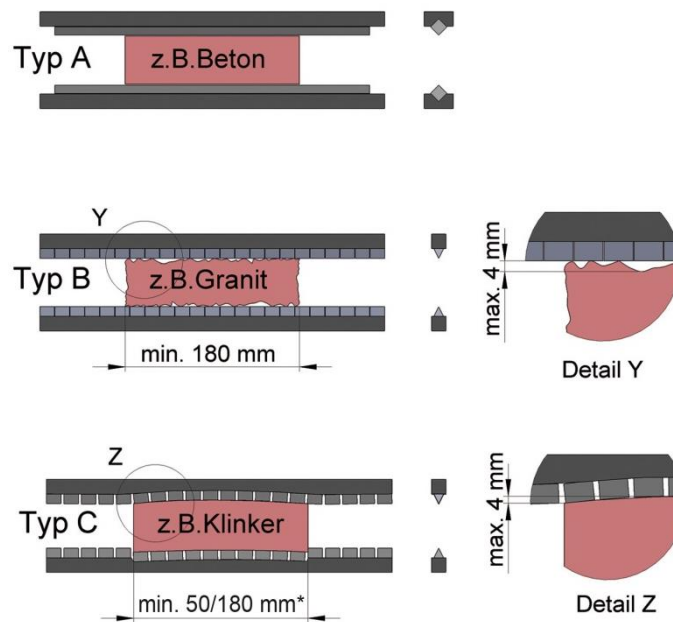 Typ A
z.B.Beton
Y
Typ B
z.B.Granit
min. 180 mm
max. 4 mm
Detail Y
Z
Typ C
z.B.Klinker
min. 50/180 mm*
max. 4 mm
Detail Z